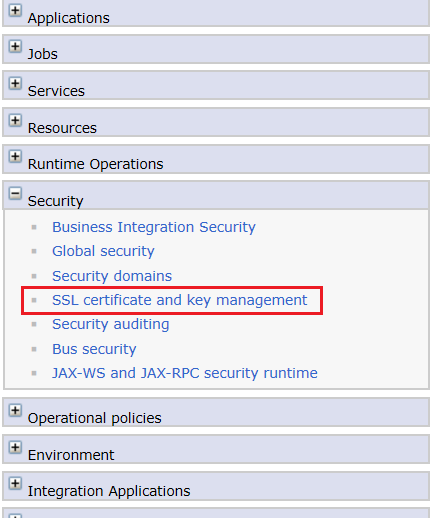 Applications
Jobs
Services
Resources
Runtime Operations
Security
Business Integration Security
Global security
Security domains
SSL certificate and key management
Security auditing
Bus security
JAX-WS and JAX-RPC security runtime
Operational policies
Environment
Integration Applications